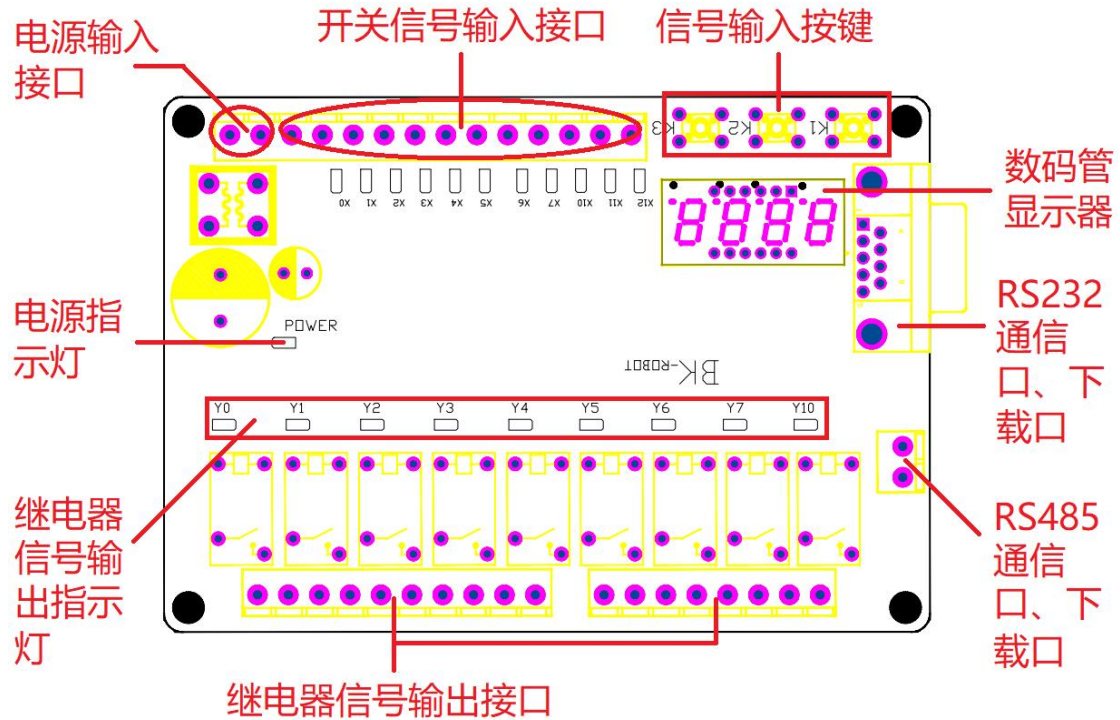 电源输入
接口
开关信号输入接口
信号输入按键
K3 K2 K1
X0 X1 X2 X3 X4 X5 X6 X7 X10 X11 X12
数码管
显示器
8888
POWER
电源指
示灯
RS232
通信
口、下
载口
BK-ROBOT
Y0 Y1 Y2 Y3 Y4 Y5 Y6 Y7 Y10
继电器
信号输
出指示
灯
RS485
通信
口、下
载口
继电器信号输出接口